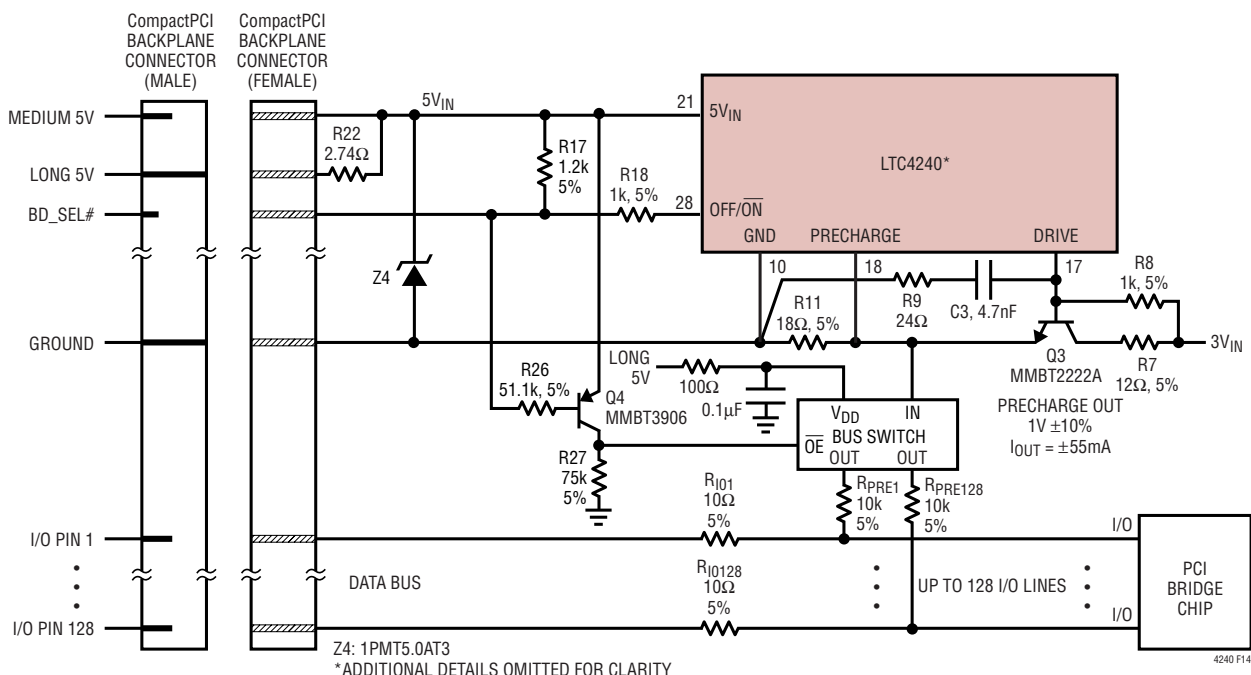 CompactPCI
BACKPLANE
CONNECTOR
(MALE)
CompactPCI
BACKPLANE
CONNECTOR
(FEMALE)
MEDIUM 5V
LONG 5V
BD_SEL#
GROUND
I/O PIN 1
I/O PIN 128
5VIN
R22
2.74Ω
R17
1.2k
5%
R18
1k, 5%
21
5VIN
LTC4240*
28
OFF/ON
GND
PRECHARGE
DRIVE
10
18
17
Z4
R11
18Ω, 5%
R9
24Ω
C3, 4.7nF
R8
1k, 5%
3VIN
Q3
MMBT2222A
R7
12Ω, 5%
PRECHARGE OUT
1V ±10%
IOUT = ±55mA
R26
51.1k, 5%
LONG
5V
100Ω
0.1µF
Q4
MMBT3906
VDD
IN
OE
BUS SWITCH
OUT
OUT
R27
75k
5%
RPRE1
10k
5%
RPRE128
10k
5%
RI01
10Ω
5%
I/O
DATA BUS
RI0128
10Ω
5%
UP TO 128 I/O LINES
I/O
PCI
BRIDGE
CHIP
Z4: 1PMT5.0AT3
*ADDITIONAL DETAILS OMITTED FOR CLARITY
4240 F14